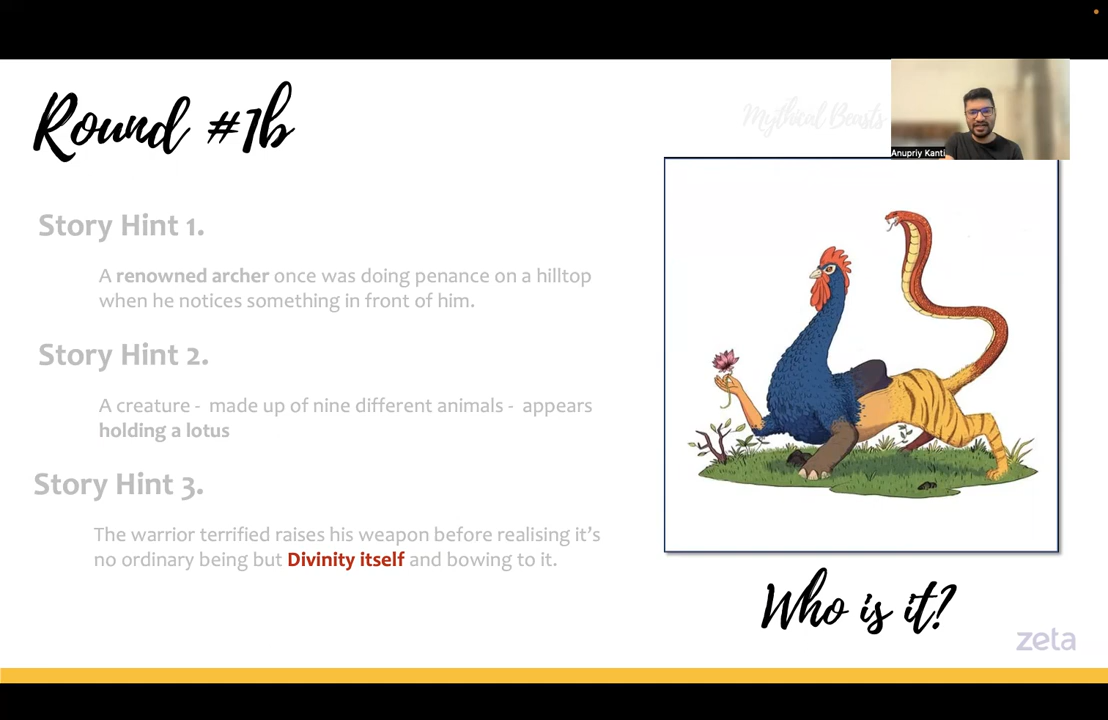 Round #1b
Mythical Beasts
Anupriy Kanti
Story Hint 1.
A renowned archer once was doing penance on a hilltop
when he notices something in front of him.
Story Hint 2.
A creature - made up of nine different animals - appears
holding a lotus
Story Hint 3.
The warrior terrified raises his weapon before realising it's
no ordinary being but Divinity itself and bowing to it.
Who is it?
zeta